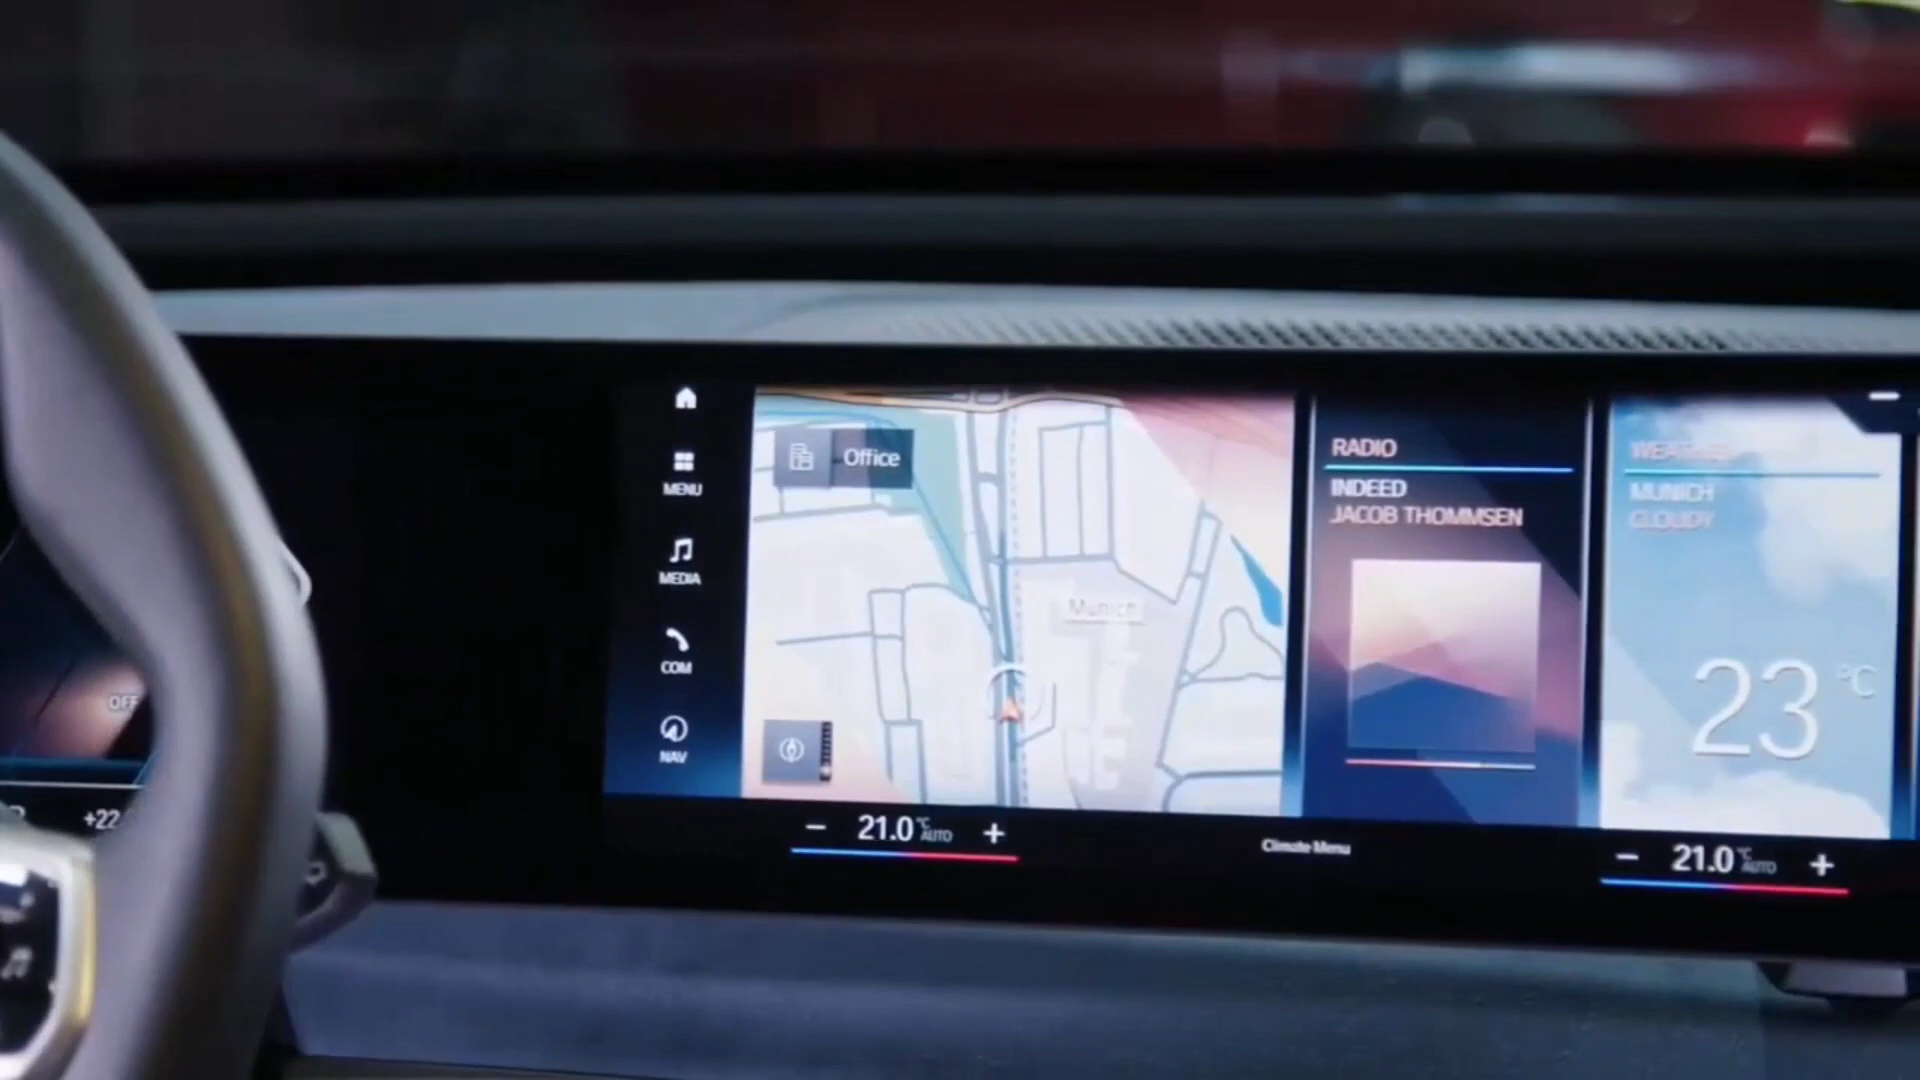 MENU
MEDIA
COM
NAV
Office
Munich
RADIO
INDEED
JACOB THOMMSEN
WEATHER
MUNICH
CLOUDY
23 °C
OFF
+22.
− 21.0 °C AUTO +
Climate Menu
− 21.0 °C AUTO +